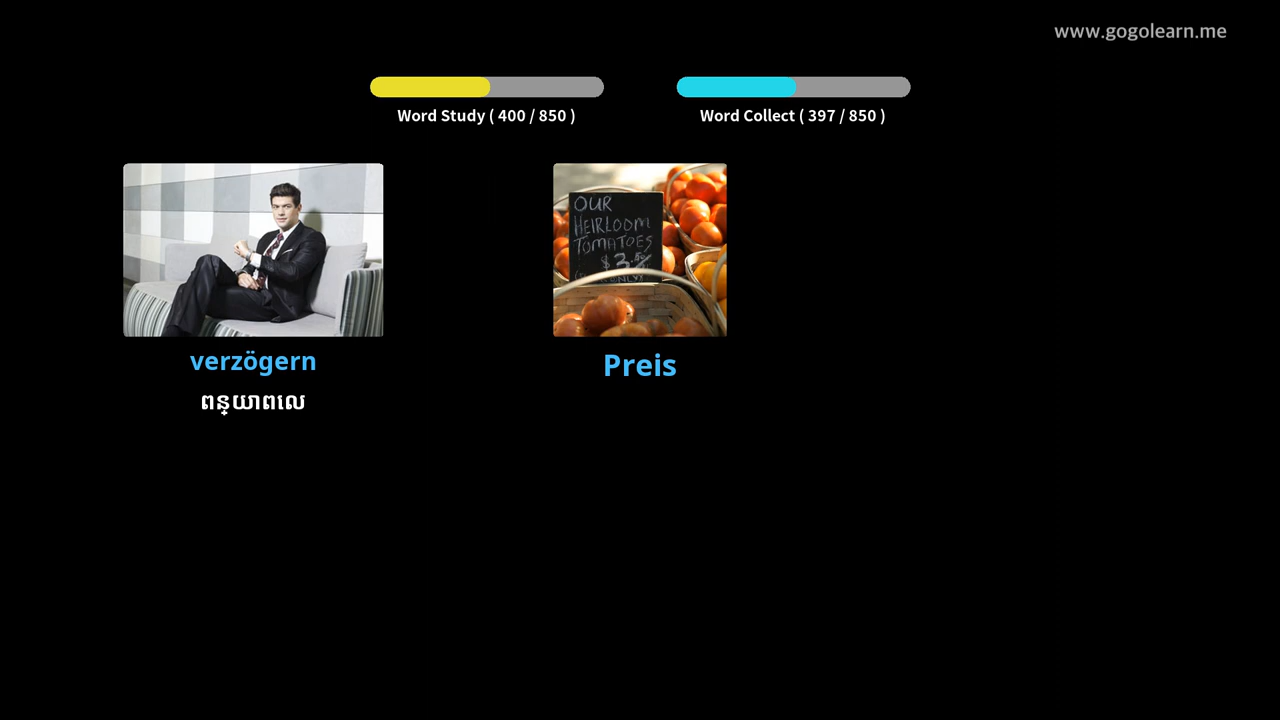 www.gogolearn.me
Word Study ( 400 / 850 )
Word Collect ( 397 / 850 )
OUR
HEIRLOOM
TOMATOES
verzögern
Preis
ពន្យាពលេ